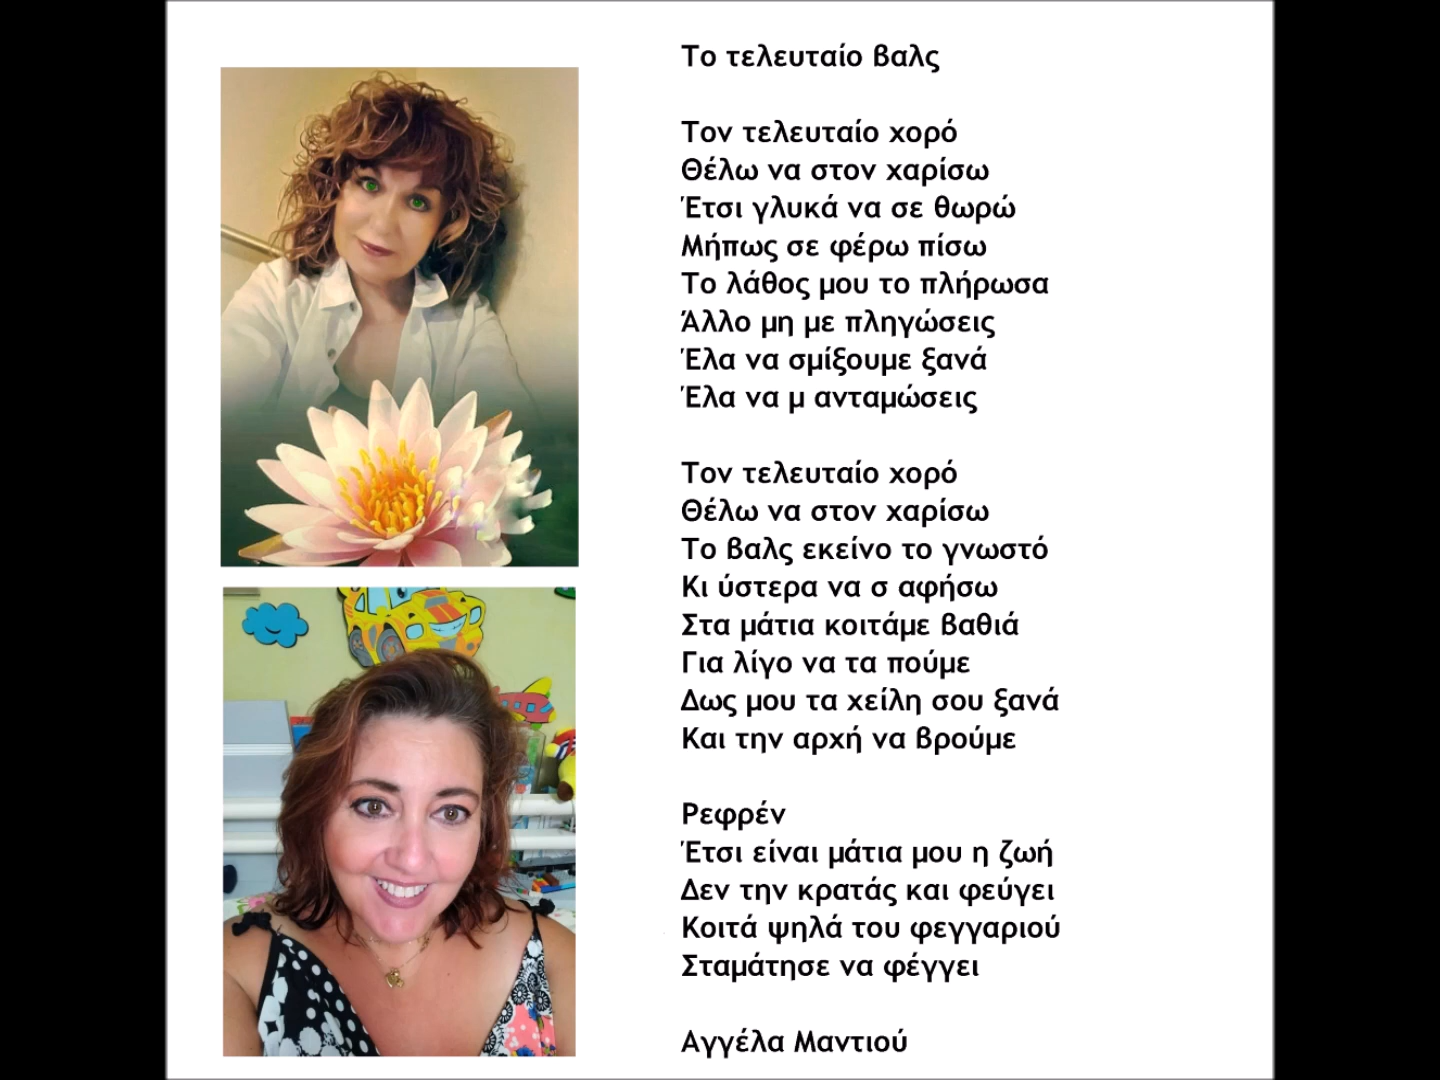 Το τελευταίο βαλς
Τον τελευταίο χορό
Θέλω να στον χαρίσω
Έτσι γλυκά να σε θωρώ
Μήπως σε φέρω πίσω
Το λάθος μου το πλήρωσα
Άλλο μη με πληγώσεις
Έλα να σμίξουμε ξανά
Έλα να μ ανταμώσεις
Τον τελευταίο χορό
Θέλω να στον χαρίσω
Το βαλς εκείνο το γνωστό
Κι ύστερα να σ αφήσω
Στα μάτια κοιτάμε βαθιά
Για λίγο να τα πούμε
Δως μου τα χείλη σου ξανά
Και την αρχή να βρούμε
Ρεφρέν
Έτσι είναι μάτια μου η ζωή
Δεν την κρατάς και φεύγει
Κοιτά ψηλά του φεγγαριού
Σταμάτησε να φέγγει
Αγγέλα Μαντιού